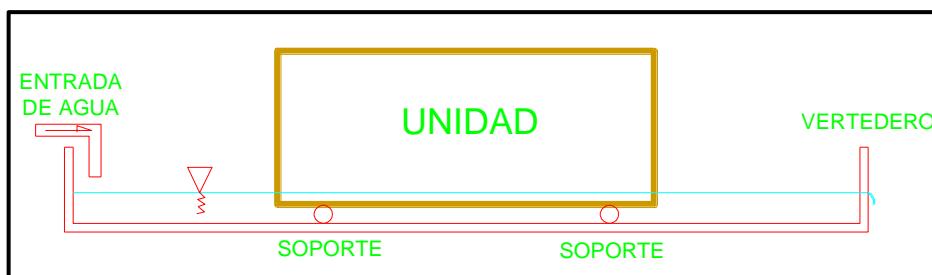 ENTRADA
DE AGUA
UNIDAD
VERTEDERO
SOPORTE
SOPORTE